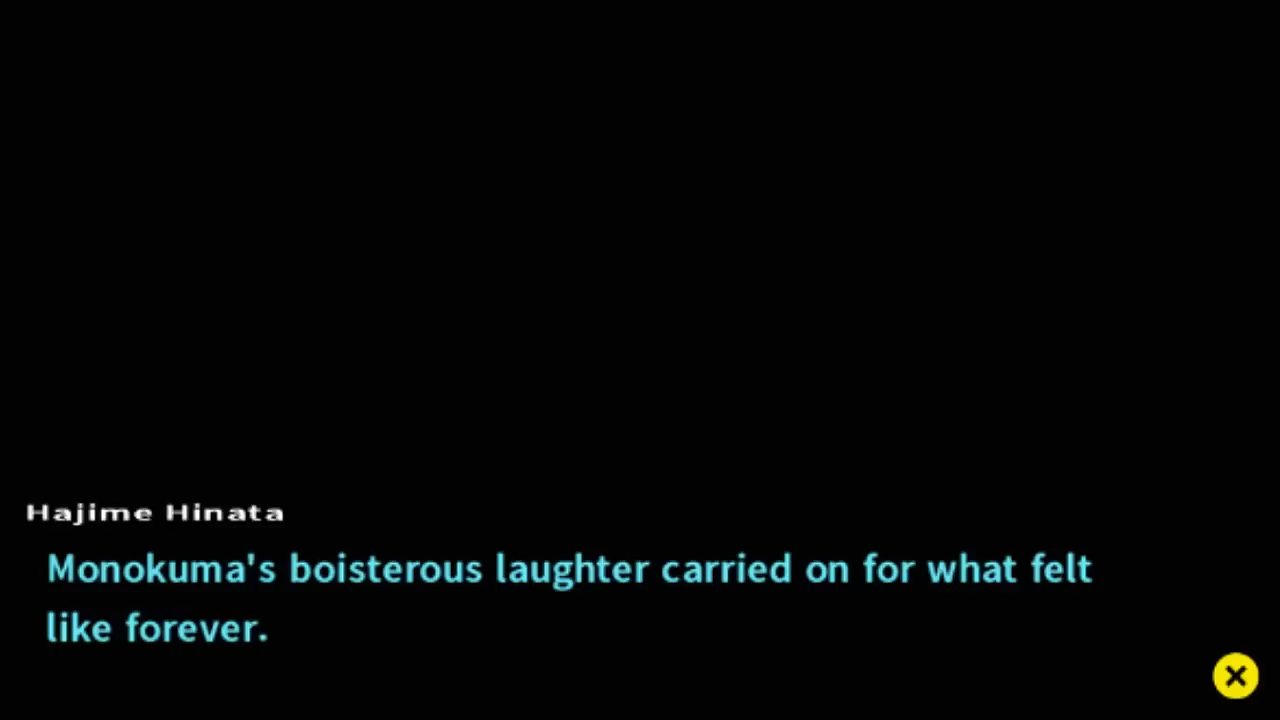 Hajime Hinata
Monokuma's boisterous laughter carried on for what felt
like forever.